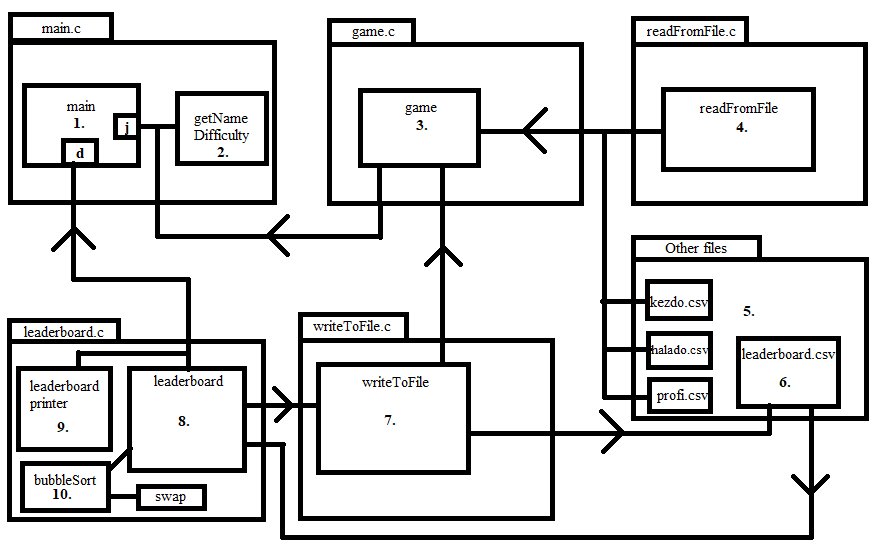 main.c
main
1.
j
d
getName
Difficulty
2.
game.c
game
3.
readFromFile.c
readFromFile
4.
Other files
kezdo.csv
5.
halado.csv
profi.csv
leaderboard.csv
6.
leaderboard.c
leaderboard
printer
9.
leaderboard
8.
bubbleSort
10.
swap
writeToFile.c
writeToFile
7.